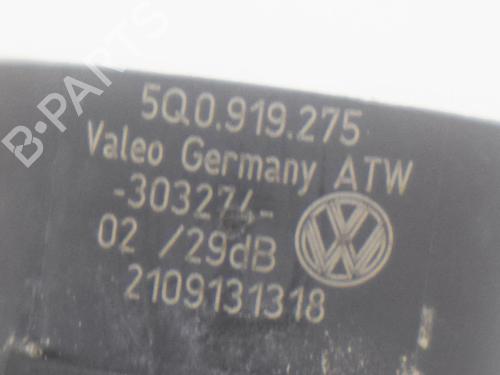 5Q0.919.275
Valeo Germany ATW
-303274-
02 /29dB
2109131318
B-PARTS